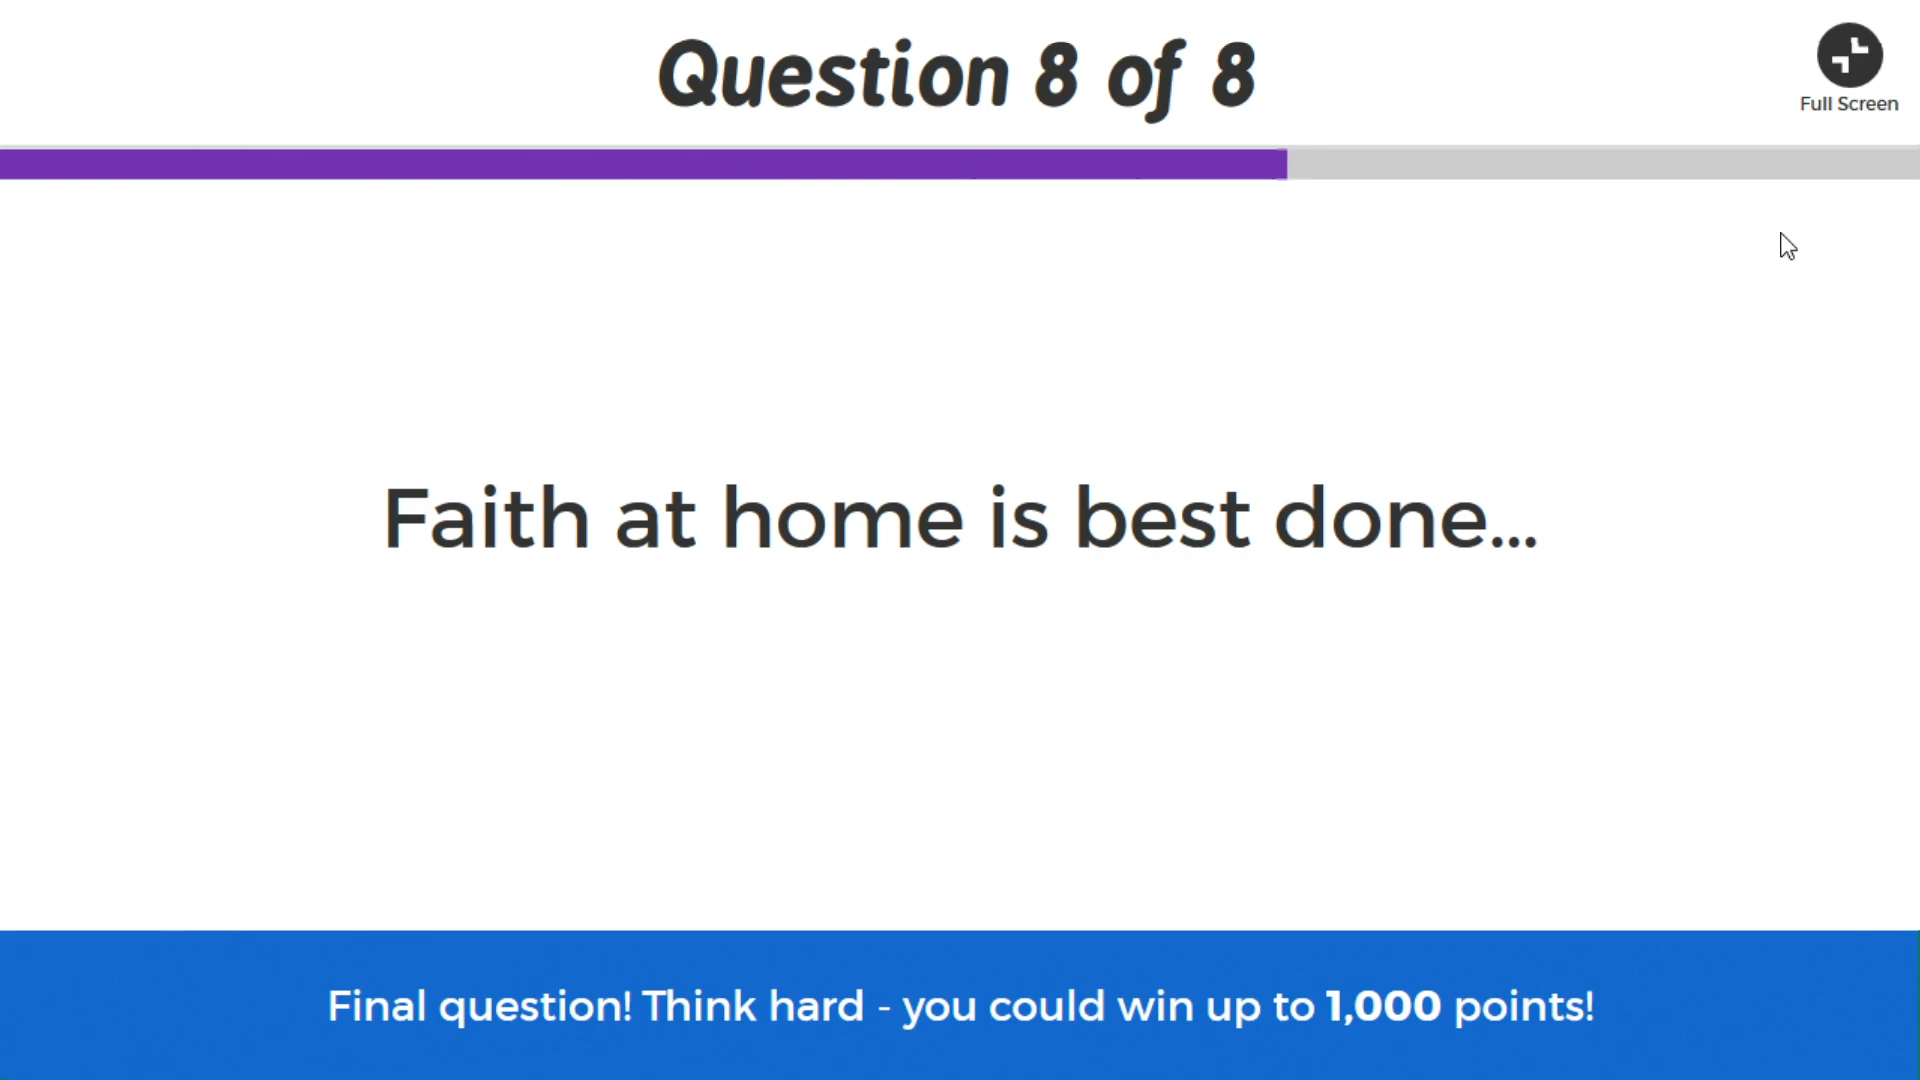 Question 8 of 8
Full Screen
Faith at home is best done...
Final question! Think hard - you could win up to 1,000 points!